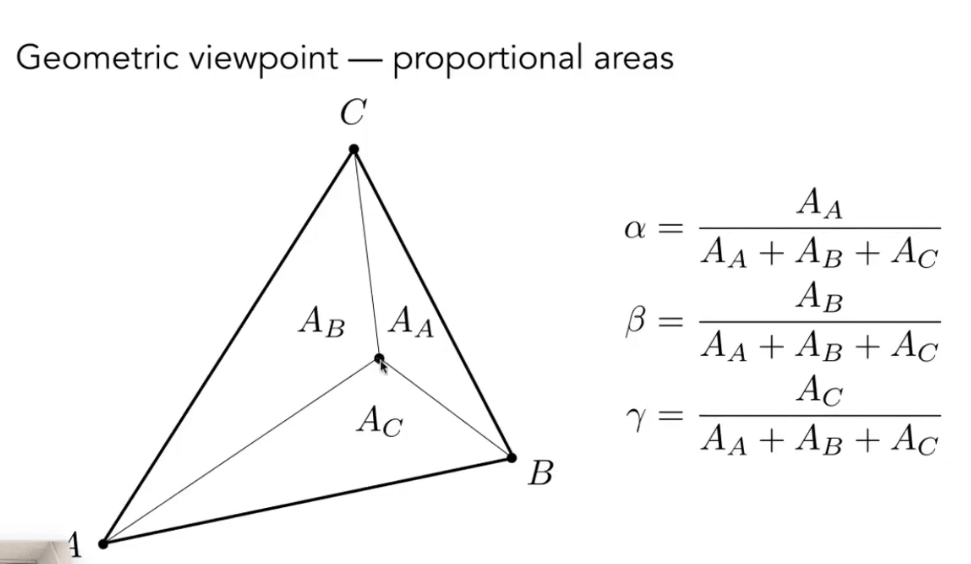 Geometric viewpoint — proportional areas
C
α = A_A / (A_A + A_B + A_C)
A_B A_A
β = A_B / (A_A + A_B + A_C)
A_C
γ = A_C / (A_A + A_B + A_C)
B
A